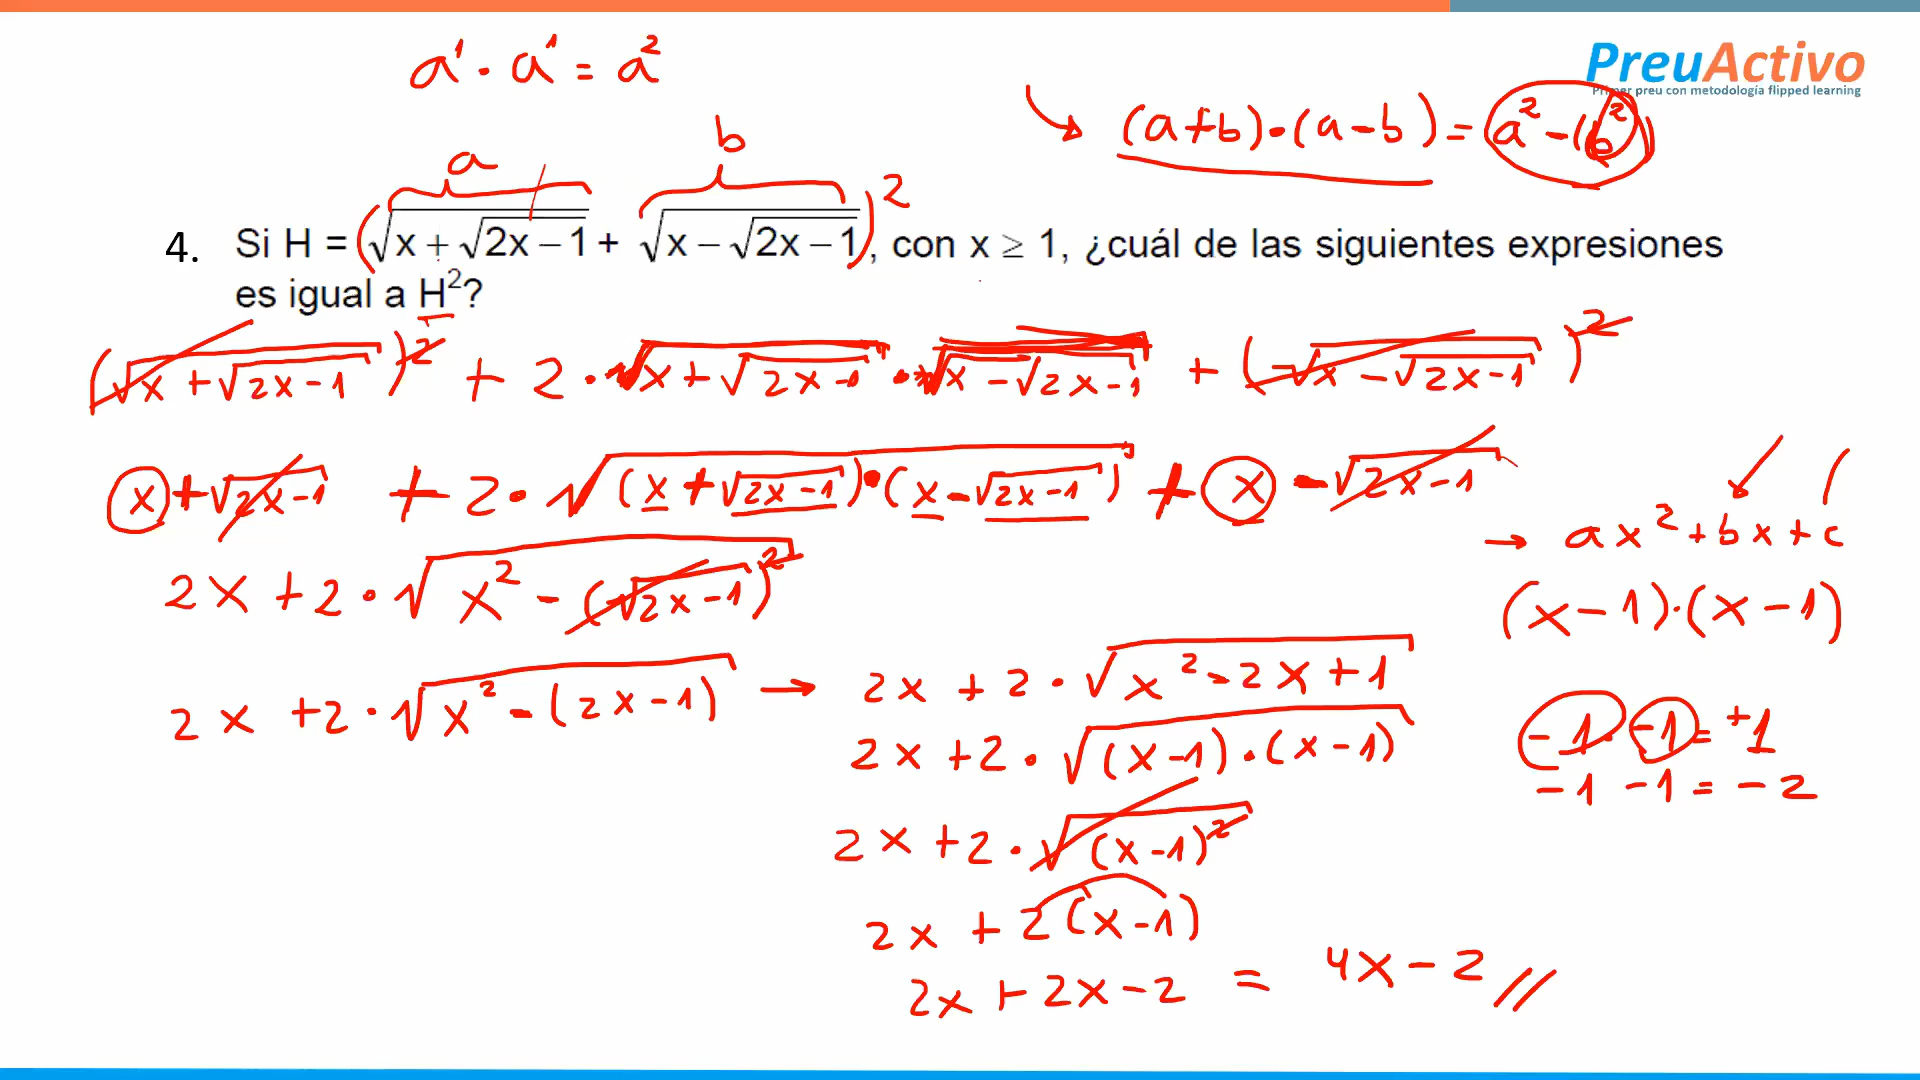 a¹ · a¹ = a²
PreuActivo
Primer preu con metodología flipped learning
(a+b)·(a-b) = a² - (b²)
a
b
4. Si H = (√(x + √(2x - 1)) + √(x - √(2x - 1)))², con x ≥ 1, ¿cuál de las siguientes expresiones
es igual a H²?
(√(x + √(2x-1)))² + 2 · √(x + √(2x-1)) · √(x - √(2x-1)) + (-√(x - √(2x-1)))²
x + √(2x-1) + 2 · √((x + √(2x-1)) · (x - √(2x-1))) + x - √(2x-1)
→ ax² + bx + c
2x + 2 · √(x² - (√(2x-1))²)
(x-1)·(x-1)
2x + 2 · √(x² - (2x-1)) → 2x + 2 · √(x² - 2x + 1)
-1 · -1 = +1
2x + 2 · √((x-1)·(x-1))
-1 -1 = -2
2x + 2 · √((x-1)²)
2x + 2(x-1)
2x + 2x - 2 = 4x - 2 //